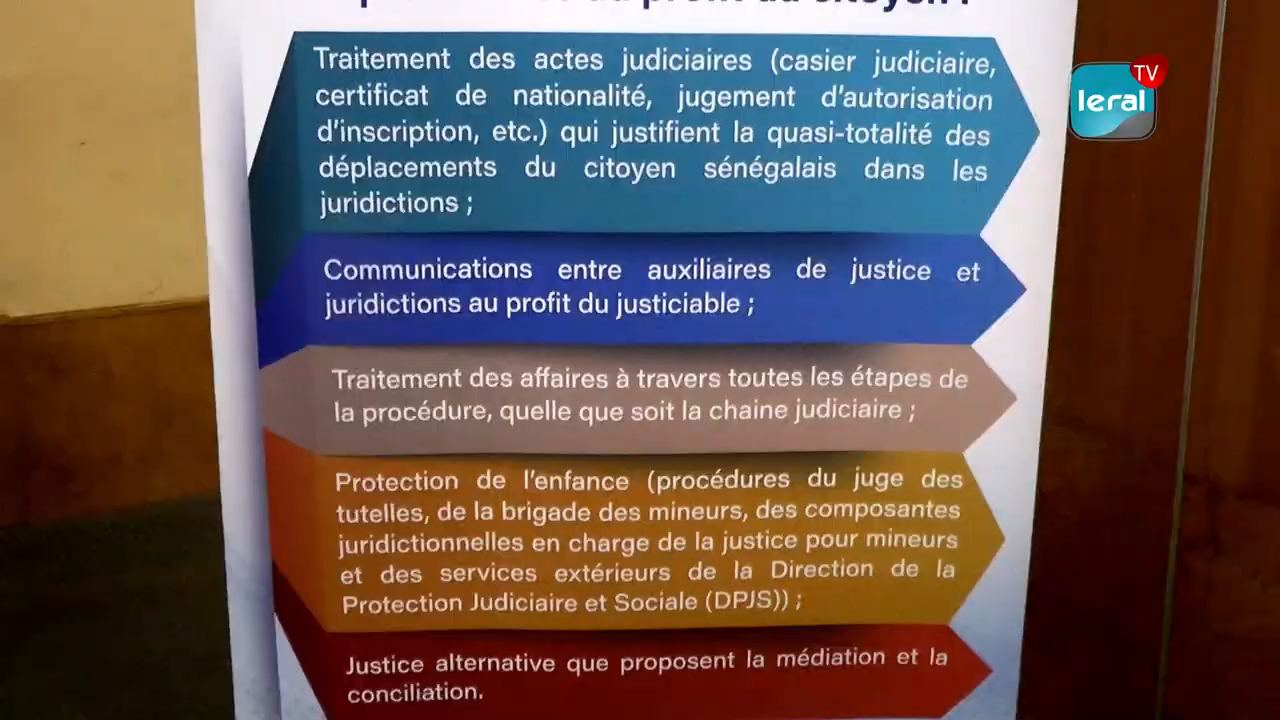 du profit du citoyen :
Traitement des actes judiciaires (casier judiciaire,
certificat de nationalité, jugement d'autorisation
d'inscription, etc.) qui justifient la quasi-totalité des
déplacements du citoyen sénégalais dans les
juridictions ;
Communications entre auxiliaires de justice et
juridictions au profit du justiciable ;
Traitement des affaires à travers toutes les étapes de
la procédure, quelle que soit la chaine judiciaire ;
Protection de l'enfance (procédures du juge des
tutelles, de la brigade des mineurs, des composantes
juridictionnelles en charge de la justice pour mineurs
et des services extérieurs de la Direction de la
Protection Judiciaire et Sociale (DPJS)) ;
Justice alternative que proposent la médiation et la
conciliation.
TV
leral